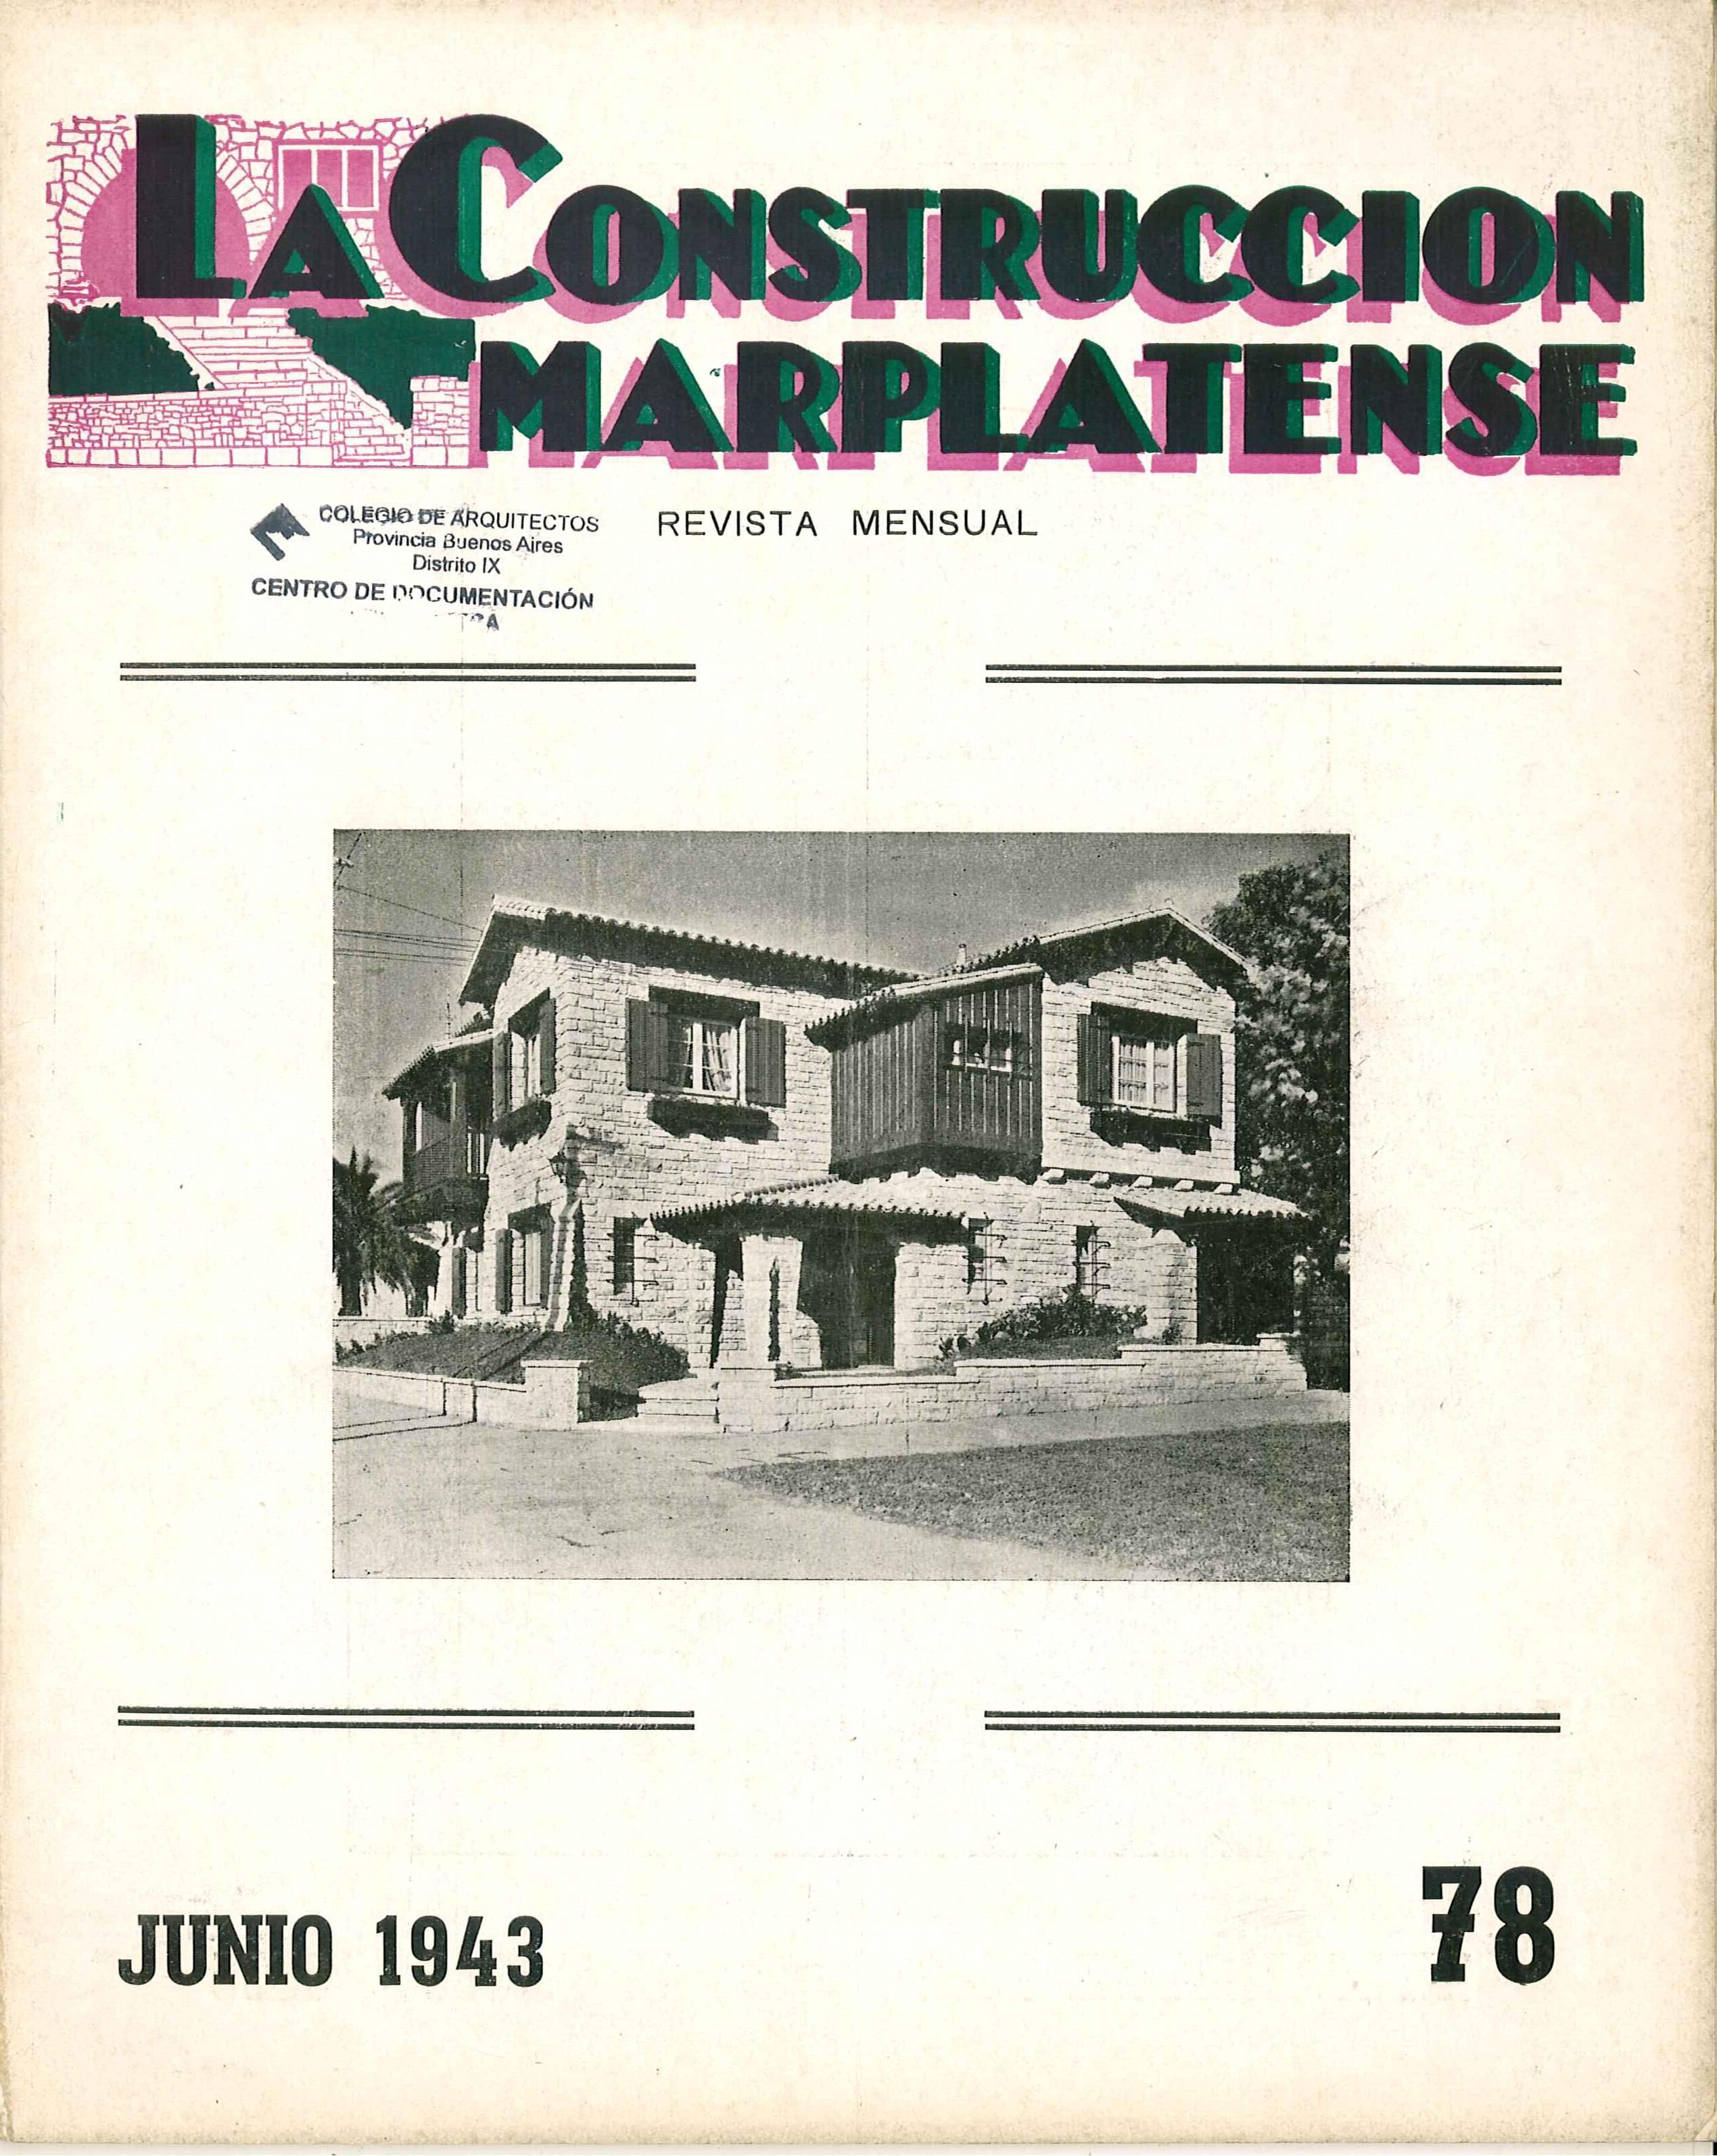 LA CONSTRUCCION
MARPLATENSE
REVISTA MENSUAL
COLEGIO DE ARQUITECTOS
Provincia Buenos Aires
Distrito IX
CENTRO DE DOCUMENTACIÓN
JUNIO 1943
78